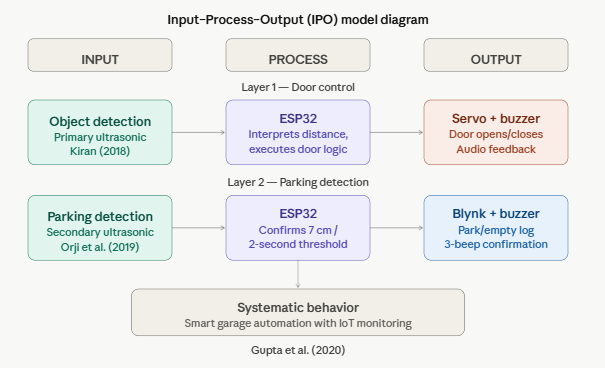 Input-Process-Output (IPO) model diagram
INPUT
PROCESS
OUTPUT
Layer 1 — Door control
Object detection
Primary ultrasonic
Kiran (2018)
ESP32
Interprets distance,
executes door logic
Servo + buzzer
Door opens/closes
Audio feedback
Layer 2 — Parking detection
Parking detection
Secondary ultrasonic
Orji et al. (2019)
ESP32
Confirms 7 cm /
2-second threshold
Blynk + buzzer
Park/empty log
3-beep confirmation
Systematic behavior
Smart garage automation with IoT monitoring
Gupta et al. (2020)